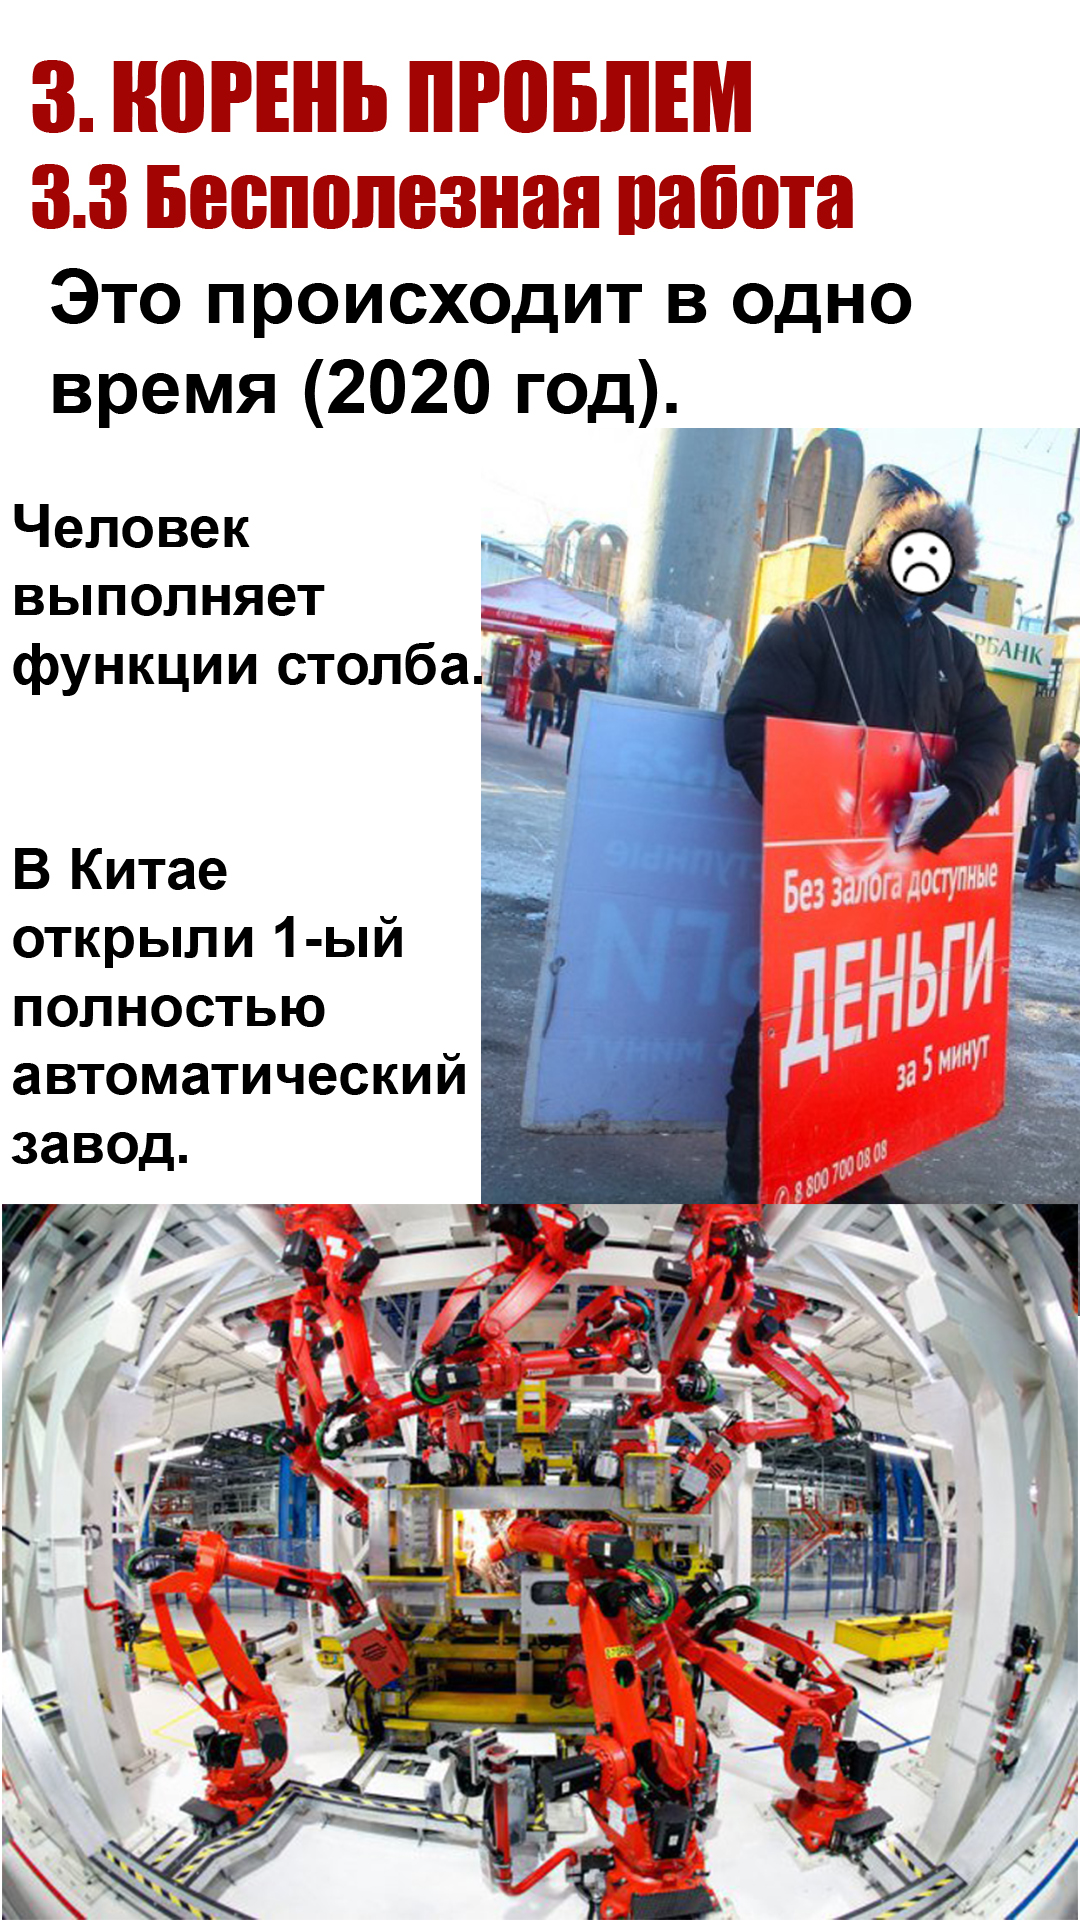 3. КОРЕНЬ ПРОБЛЕМ
3.3 Бесполезная работа
Это происходит в одно
время (2020 год).
Человек
выполняет
функции столба.
В Китае
открыли 1-ый
полностью
автоматический
завод.
РБАНК
Без залога доступные
ДЕНЬГИ
за 5 минут
8 800 700 08 08